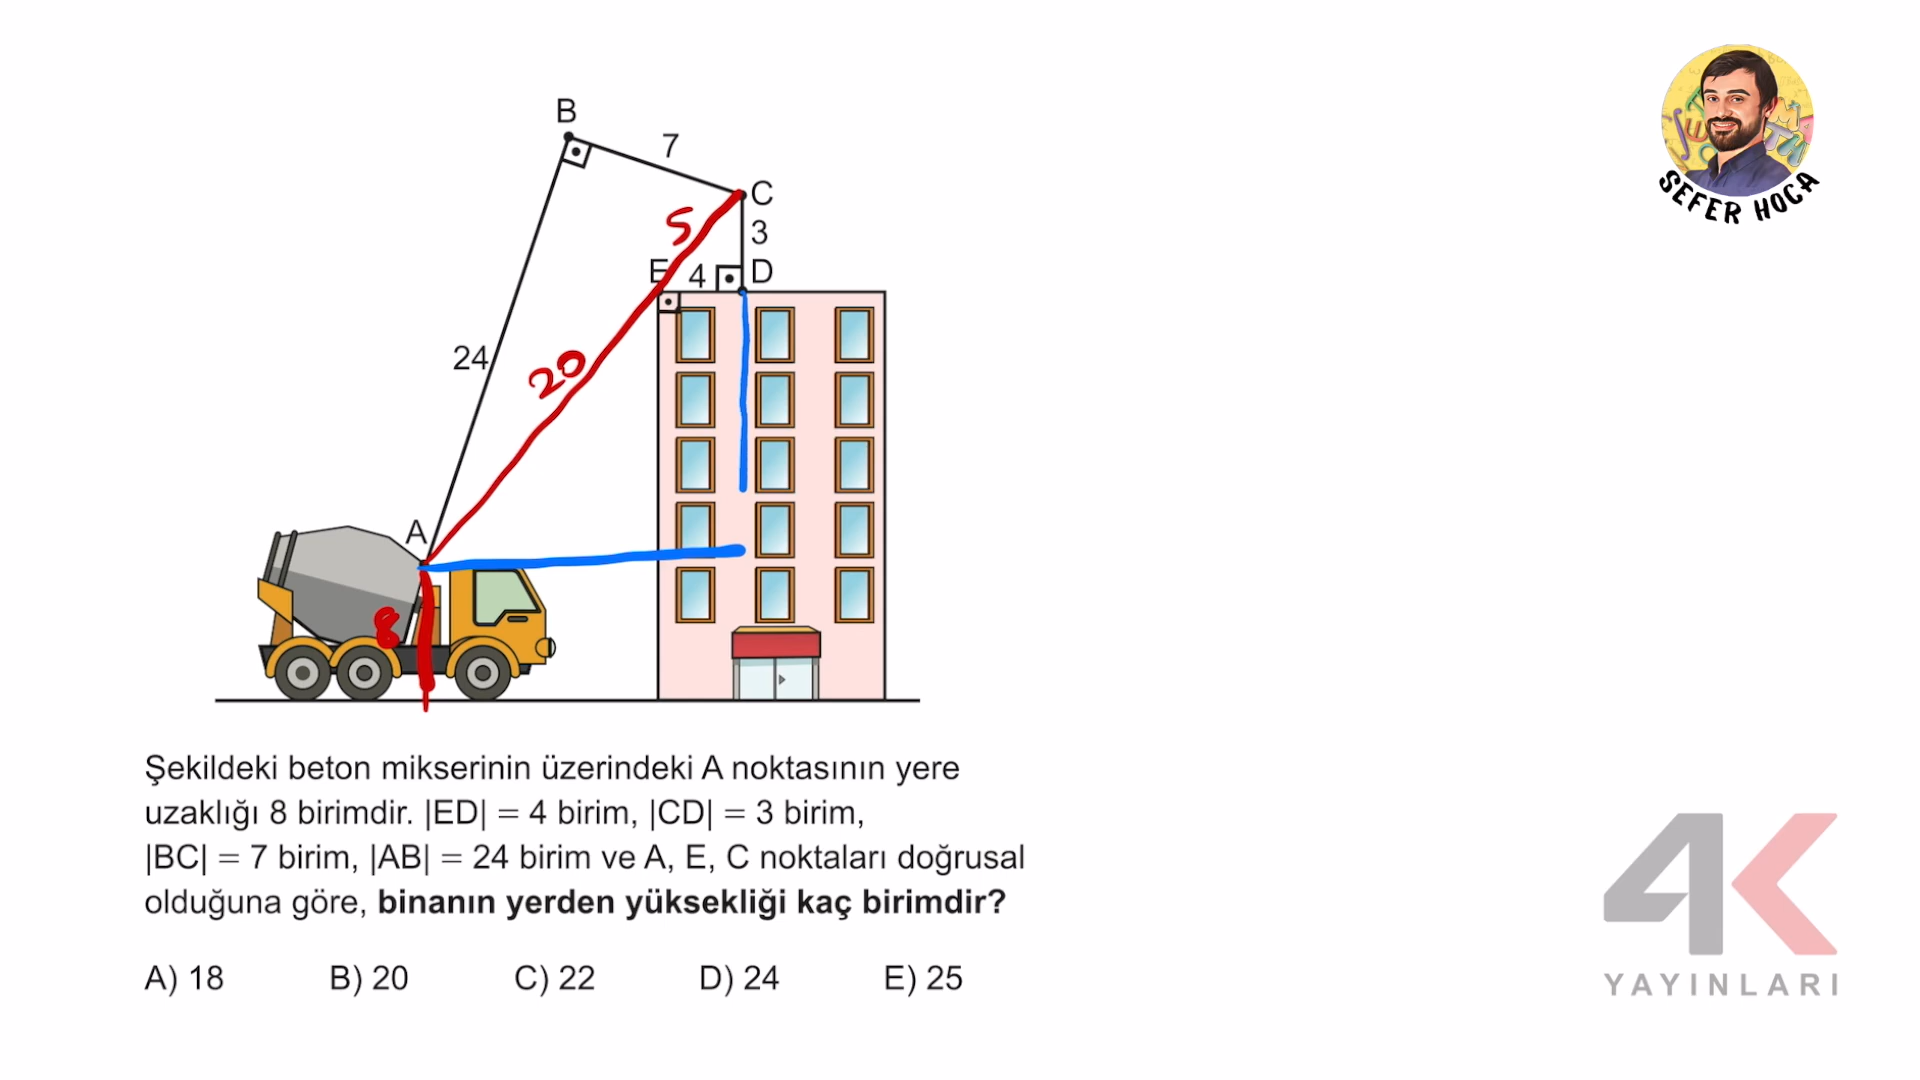 B
7
C
5
3
E 4 D
24
20
A
8
SEFER HOCA
Şekildeki beton mikserinin üzerindeki A noktasının yere
uzaklığı 8 birimdir. |ED| = 4 birim, |CD| = 3 birim,
|BC| = 7 birim, |AB| = 24 birim ve A, E, C noktaları doğrusal
olduğuna göre, binanın yerden yüksekliği kaç birimdir?
A) 18 B) 20 C) 22 D) 24 E) 25
4K
YAYINLARI